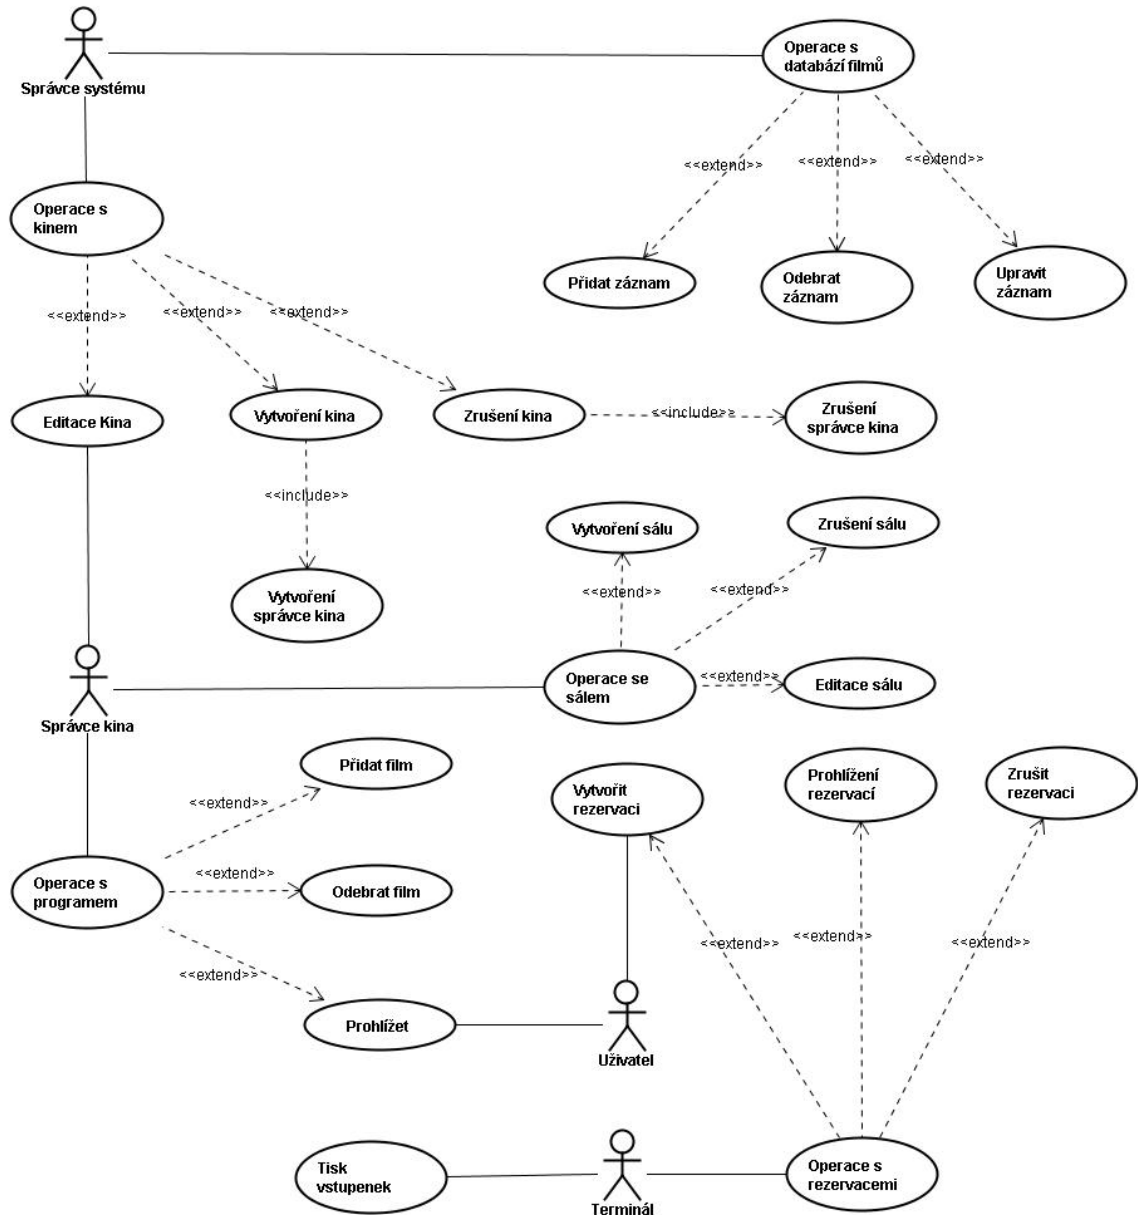 Správce systému
Operace s
databází filmů
<<extend>>
<<extend>>
<<extend>>
Operace s
kinem
Přidat záznam
Odebrat
záznam
Upravit
záznam
<<extend>>
<<extend>>
<<extend>>
Editace Kina
Vytvoření kina
Zrušení kina
<<include>>
Zrušení
správce kina
<<include>>
Vytvoření sálu
Zrušení sálu
Vytvoření
správce kina
<<extend>>
<<extend>>
Operace se
sálem
<<extend>>
Editace sálu
Správce kina
Přidat film
Vytvořit
rezervaci
Prohlížení
rezervací
Zrušit
rezervaci
<<extend>>
Operace s
programem
<<extend>>
Odebrat film
<<extend>>
<<extend>>
<<extend>>
<<extend>>
Prohlížet
Uživatel
Tisk
vstupenek
Terminál
Operace s
rezervacemi